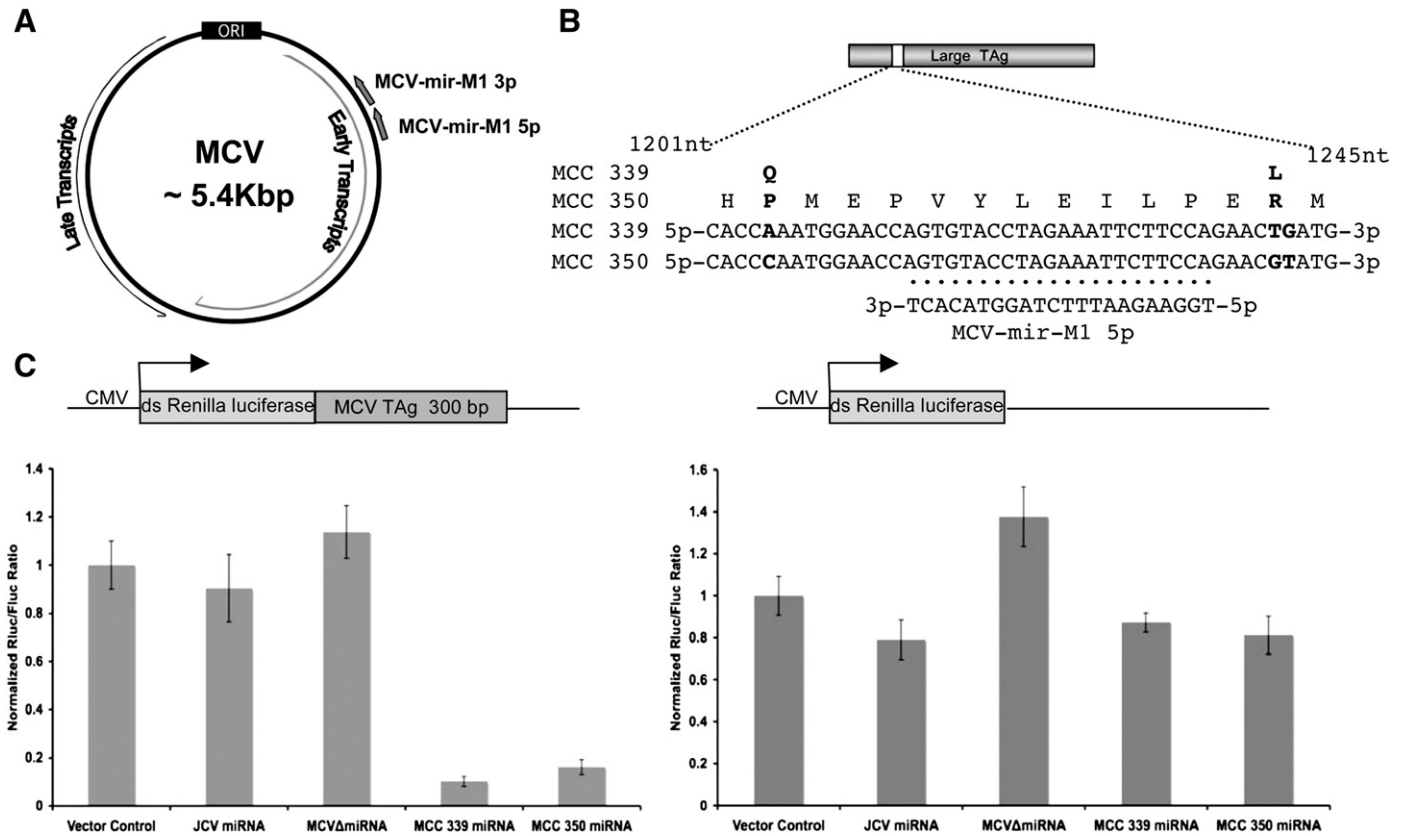 A
ORI
MCV-mir-M1 3p
MCV-mir-M1 5p
Late Transcripts
Early Transcripts
MCV
~ 5.4Kbp
B
Large TAg
1201nt
1245nt
MCC 339 Q L
MCC 350 H P M E P V Y L E I L P E R M
MCC 339 5p-CACCAAATGGAACCAGTGTACCTAGAAATTCTTCCAGAACTGATG-3p
MCC 350 5p-CACCCAATGGAACCAGTGTACCTAGAAATTCTTCCAGAACGTATG-3p
3p-TCACATGGATCTTTAAGAAGGT-5p
MCV-mir-M1 5p
C
CMV
ds Renilla luciferase
MCV TAg 300 bp
Normalized Rluc/Fluc Ratio
1.4
1.2
1
0.8
0.6
0.4
0.2
0
Vector Control
JCV miRNA
MCVΔmiRNA
MCC 339 miRNA
MCC 350 miRNA
CMV
ds Renilla luciferase
Normalized Rluc/Fluc Ratio
1.6
1.4
1.2
1
0.8
0.6
0.4
0.2
0
Vector Control
JCV miRNA
MCVΔmiRNA
MCC 339 miRNA
MCC 350 miRNA